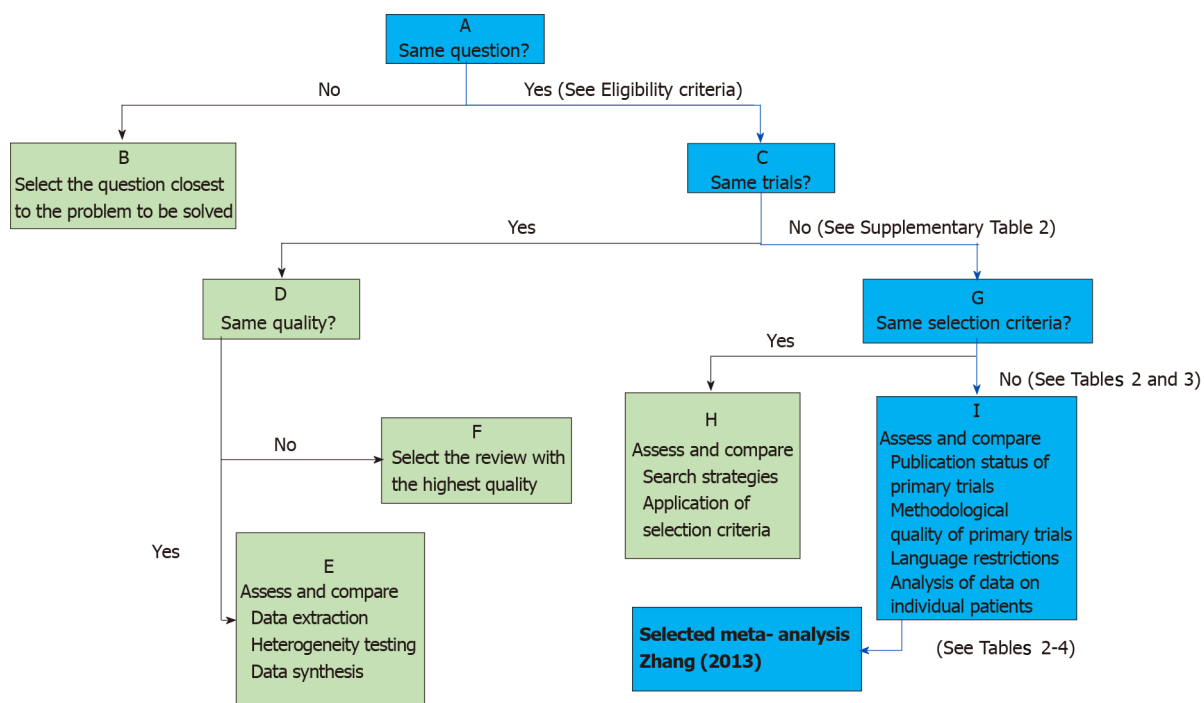 A
Same question?
No
Yes (See Eligibility criteria)
B
Select the question closest
to the problem to be solved
C
Same trials?
Yes
No (See Supplementary Table 2)
D
Same quality?
G
Same selection criteria?
Yes
No (See Tables 2 and 3)
H
Assess and compare
Search strategies
Application of
selection criteria
I
Assess and compare
Publication status of
primary trials
Methodological
quality of primary trials
Language restrictions
Analysis of data on
individual patients
No
F
Select the review with
the highest quality
Yes
E
Assess and compare
Data extraction
Heterogeneity testing
Data synthesis
Selected meta- analysis
Zhang (2013)
(See Tables 2-4)